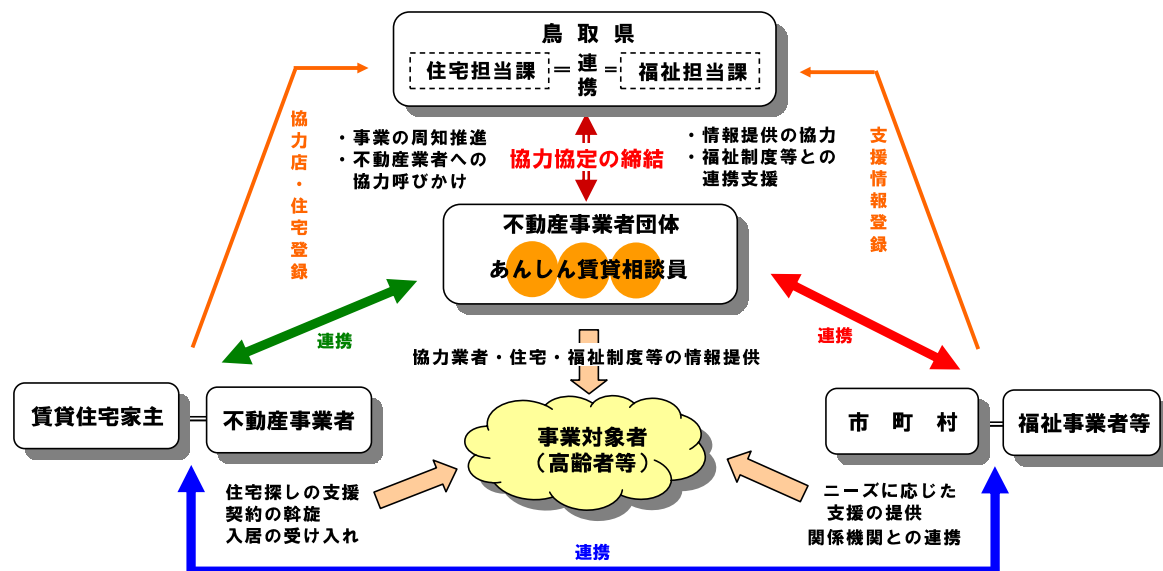 鳥 取 県
住宅担当課
＝
連
携
＝
福祉担当課
協
力
店
・
住
宅
登
録
・事業の周知推進
・不動産業者への
協力呼びかけ
協力協定の締結
・情報提供の協力
・福祉制度等との
連携支援
支
援
情
報
登
録
不動産事業者団体
あんしん賃貸相談員
連携
連携
協力業者・住宅・福祉制度等の情報提供
賃貸住宅家主
＝
不動産事業者
事業対象者
（高齢者等）
市 町 村
＝
福祉事業者等
住宅探しの支援
契約の斡旋
入居の受け入れ
ニーズに応じた
支援の提供
関係機関との連携
連携